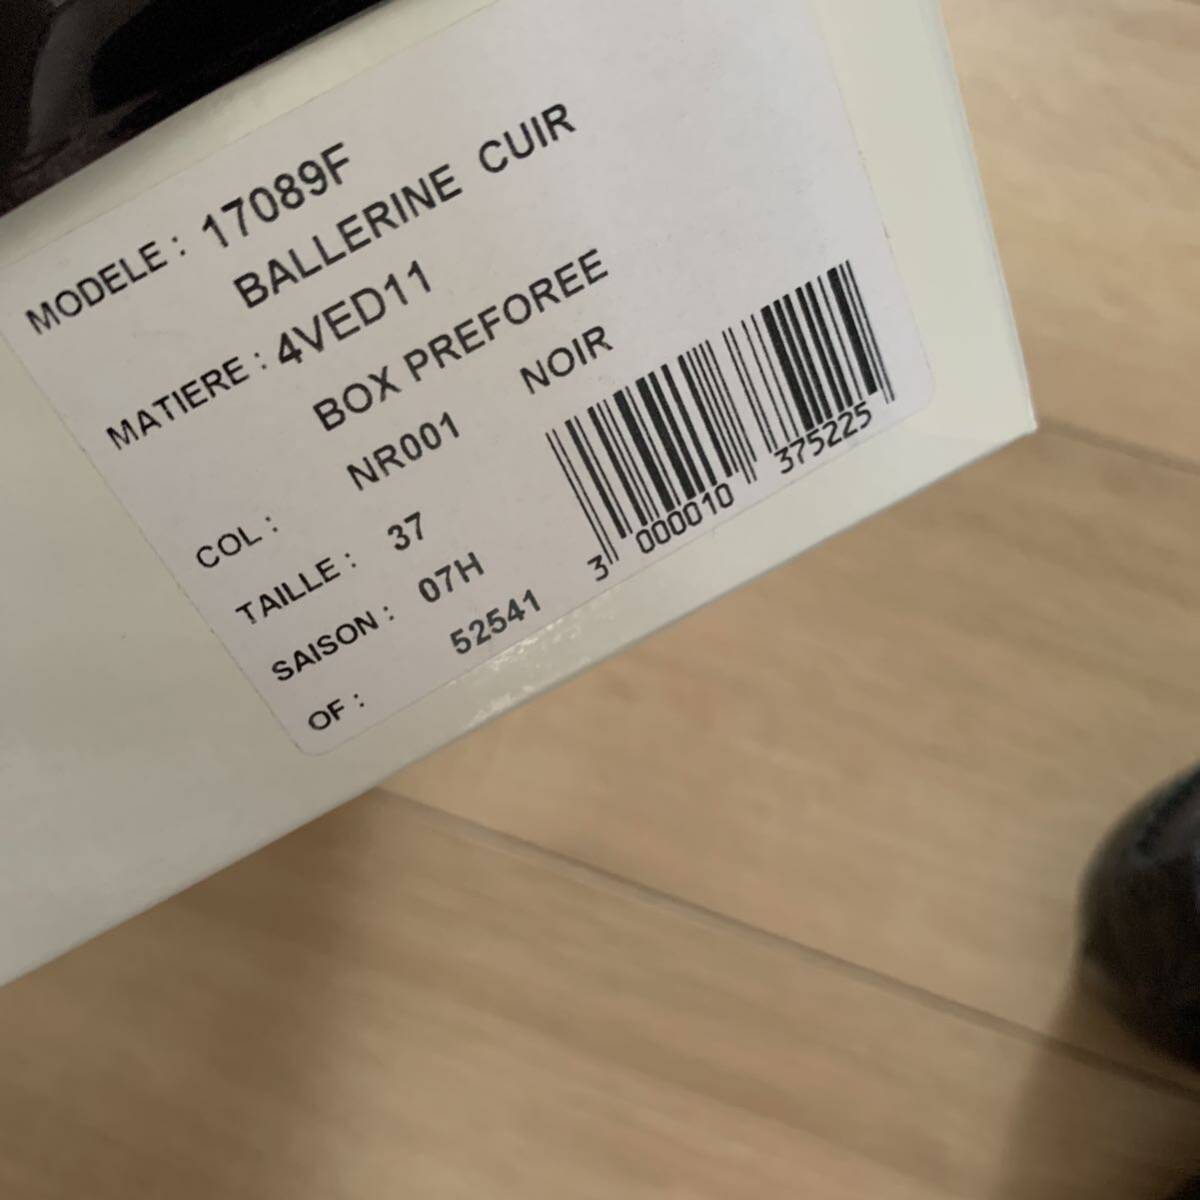 MODELE : 17089F
BALLERINE CUIR
MATIERE : 4VED11
BOX PREFOREE
COL : NR001 NOIR
TAILLE : 37
SAISON : 07H
OF : 52541
3 000010 375225